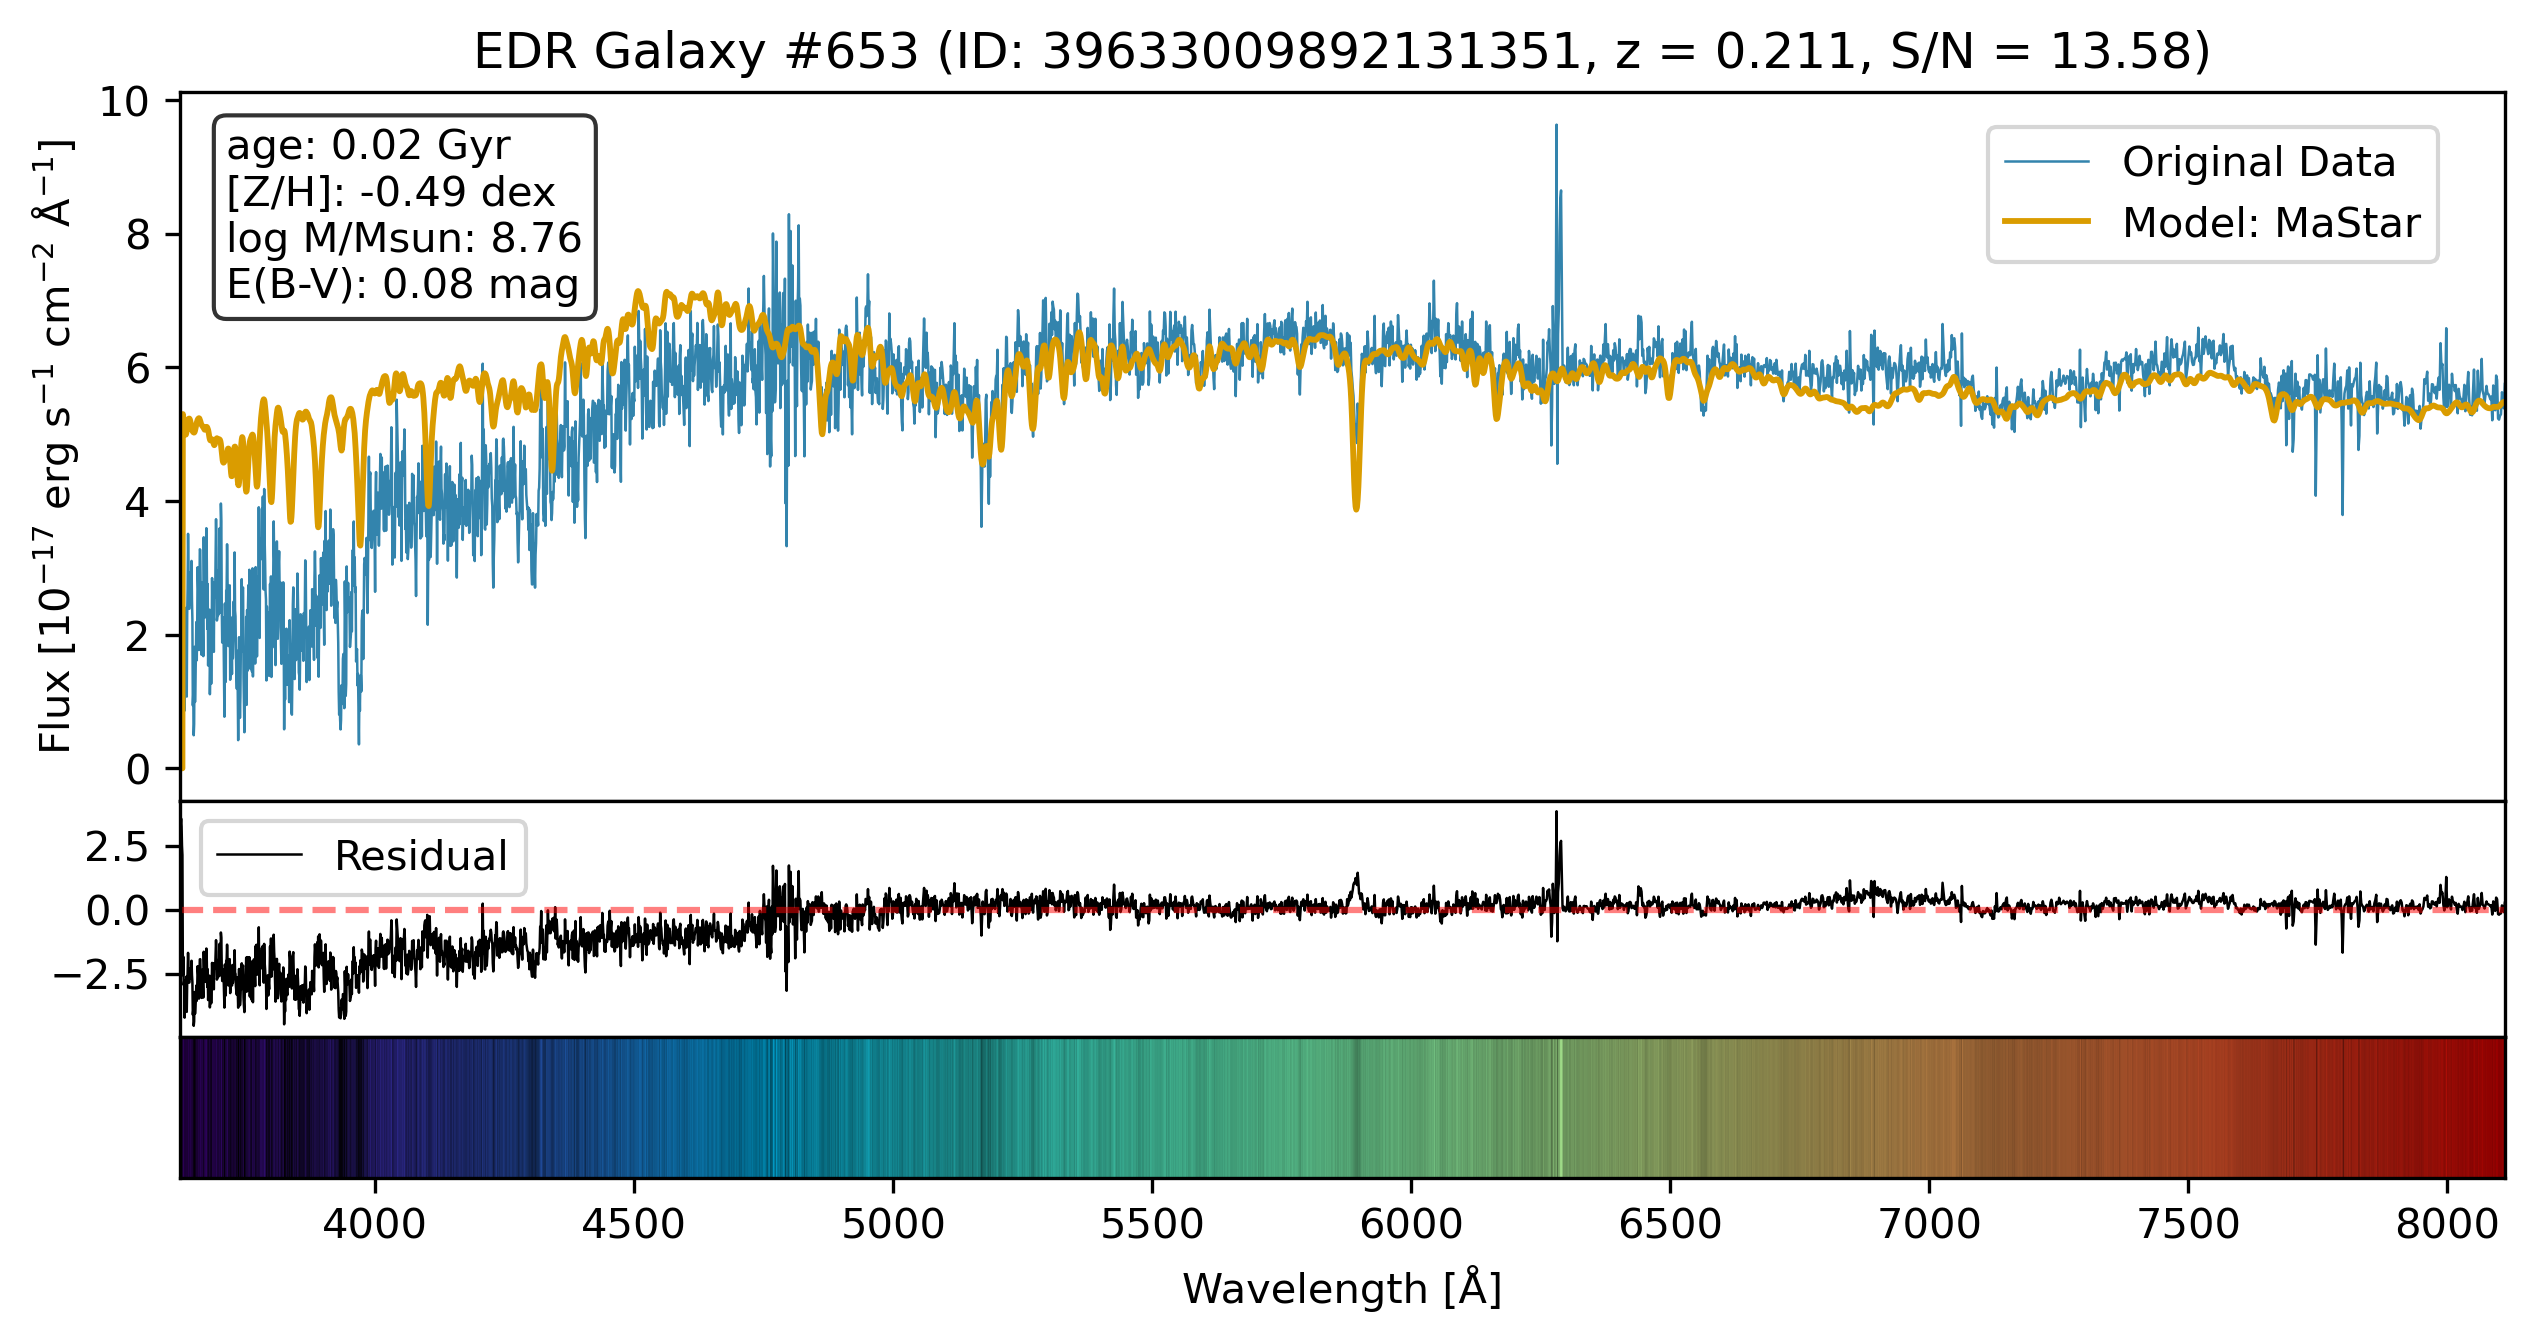 EDR Galaxy #653 (ID: 39633009892131351, z = 0.211, S/N = 13.58)
10
8
6
4
2
0
Flux [10⁻¹⁷ erg s⁻¹ cm⁻² Å⁻¹]
age: 0.02 Gyr
[Z/H]: -0.49 dex
log M/Msun: 8.76
E(B-V): 0.08 mag
Original Data
Model: MaStar
2.5
0.0
−2.5
Residual
4000 4500 5000 5500 6000 6500 7000 7500 8000
Wavelength [Å]